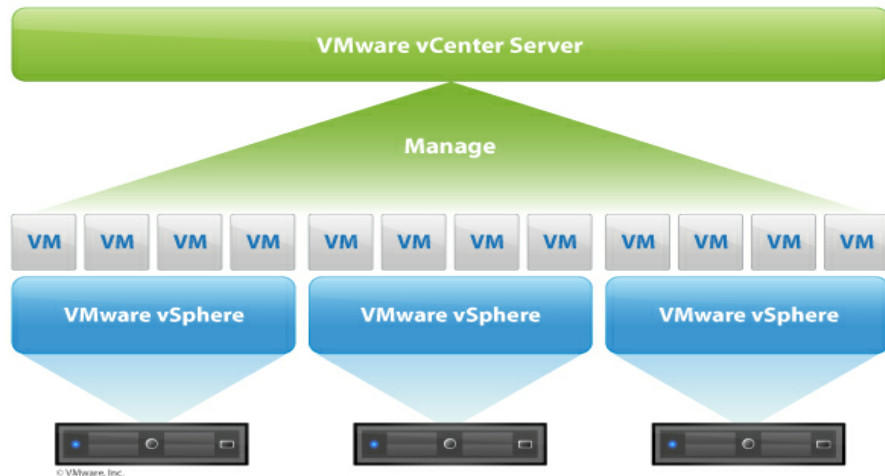 VMware vCenter Server
Manage
VM VM VM VM VM VM VM VM VM VM VM VM
VMware vSphere VMware vSphere VMware vSphere
© VMware, Inc.